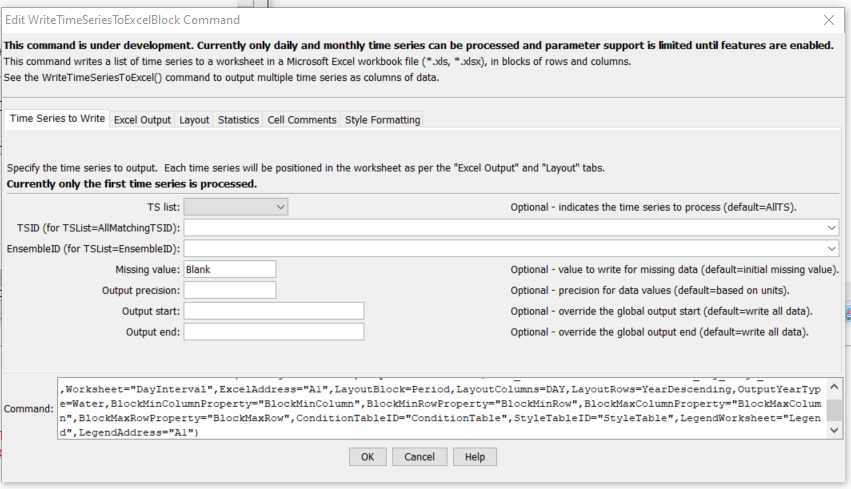 Edit WriteTimeSeriesToExcelBlock Command
This command is under development. Currently only daily and monthly time series can be processed and parameter support is limited until features are enabled.
This command writes a list of time series to a worksheet in a Microsoft Excel workbook file (*.xls, *.xlsx), in blocks of rows and columns.
See the WriteTimeSeriesToExcel() command to output multiple time series as columns of data.
Time Series to Write Excel Output Layout Statistics Cell Comments Style Formatting
Specify the time series to output. Each time series will be positioned in the worksheet as per the "Excel Output" and "Layout" tabs.
Currently only the first time series is processed.
TS list: Optional - indicates the time series to process (default=AllTS).
TSID (for TSList=AllMatchingTSID):
EnsembleID (for TSList=EnsembleID):
Missing value: Blank Optional - value to write for missing data (default=initial missing value).
Output precision: Optional - precision for data values (default=based on units).
Output start: Optional - override the global output start (default=write all data).
Output end: Optional - override the global output end (default=write all data).
,Worksheet="DayInterval",ExcelAddress="A1",LayoutBlock=Period,LayoutColumns=DAY,LayoutRows=YearDescending,OutputYearTyp
Command: e=Water,BlockMinColumnProperty="BlockMinColumn",BlockMinRowProperty="BlockMinRow",BlockMaxColumnProperty="BlockMaxColum
n",BlockMaxRowProperty="BlockMaxRow",ConditionTableID="ConditionTable",StyleTableID="StyleTable",LegendWorksheet="Legen
d",LegendAddress="A1")
OK Cancel Help